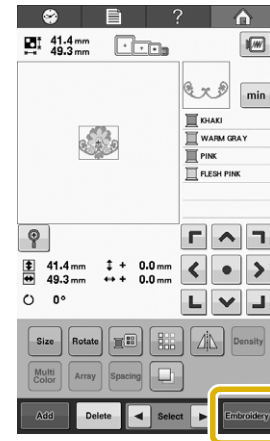 ?
41.4 mm
49.3 mm
min
KHAKI
WARM GRAY
PINK
FLESH PINK
41.4 mm + 0.0 mm
49.3 mm + 0.0 mm
0°
Size Rotate Density
Multi Color Array Spacing
Add Delete Select Embroidery